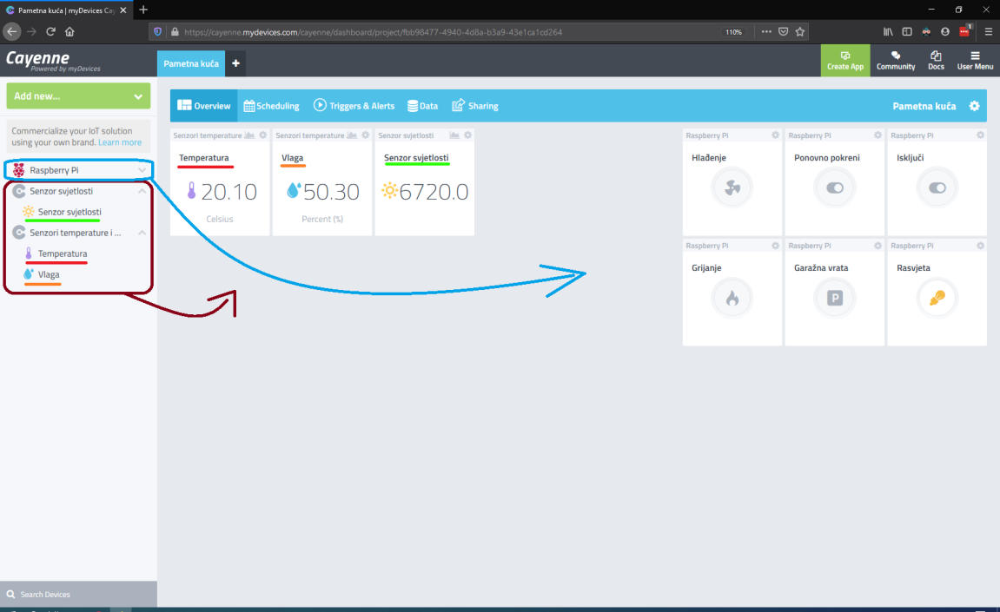 Pametna kuća | myDevices Cay
https://cayenne.mydevices.com/cayenne/dashboard/project/fbb98477-4940-4d8a-b3a9-43e1ca1cd264
110%
Cayenne
Powered by myDevices
Pametna kuća
Create App
Community
Docs
User Menu
Add new...
Commercialize your IoT solution
using your own brand. Learn more
Raspberry Pi
Senzor svjetlosti
Senzor svjetlosti
Senzori temperature i ...
Temperatura
Vlaga
Search Devices
Overview
Scheduling
Triggers & Alerts
Data
Sharing
Pametna kuća
Senzori temperature
Temperatura
20.10
Celsius
Senzori temperature
Vlaga
50.30
Percent (%)
Senzor svjetlosti
Senzor svjetlosti
6720.0
Raspberry Pi
Hlađenje
Raspberry Pi
Ponovno pokreni
Raspberry Pi
Isključi
Raspberry Pi
Grijanje
Raspberry Pi
Garažna vrata
P
Raspberry Pi
Rasvjeta